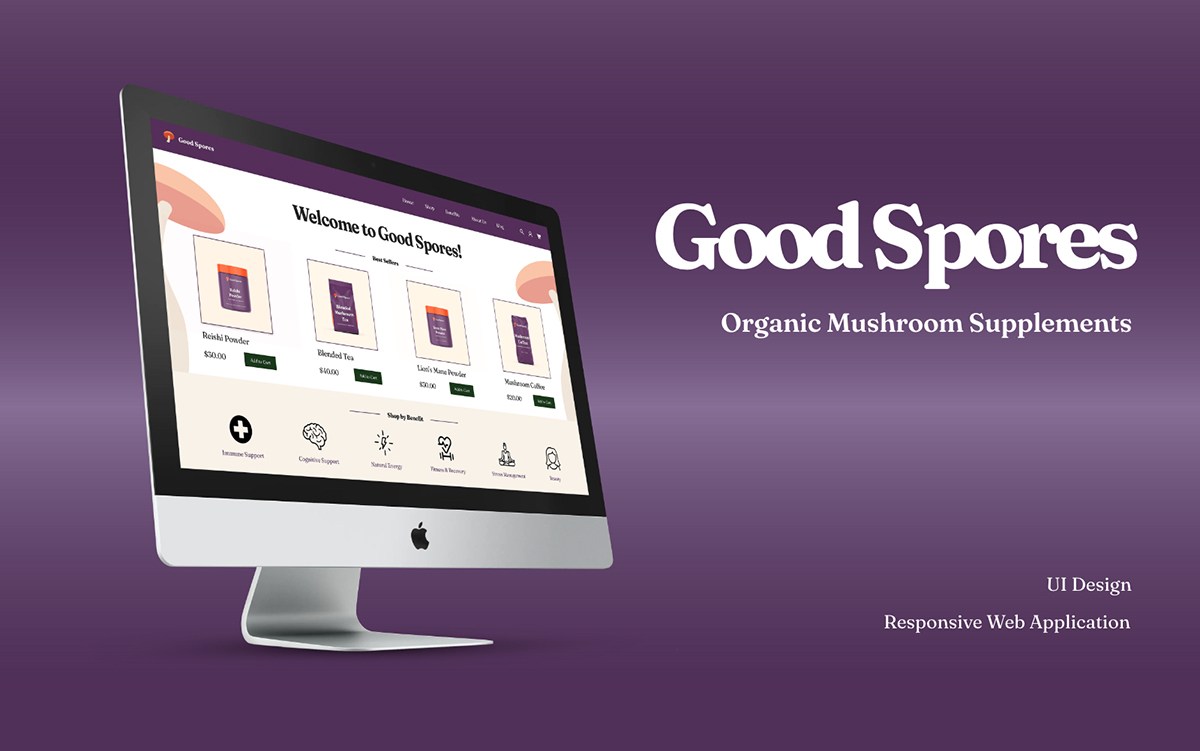 Good Spores
Home
Shop
Benefits
About Us
Blog
Welcome to Good Spores!
Best Sellers
Reishi Powder
Blended Tea
Lion's Mane Powder
Mushroom Coffee
$30.00
Add to Cart
$40.00
Add to Cart
$30.00
Add to Cart
$20.00
Add to Cart
Shop by Benefit
Immune Support
Cognitive Support
Natural Energy
Fitness & Recovery
Stress Management
Beauty
Good Spores
Organic Mushroom Supplements
UI Design
Responsive Web Application